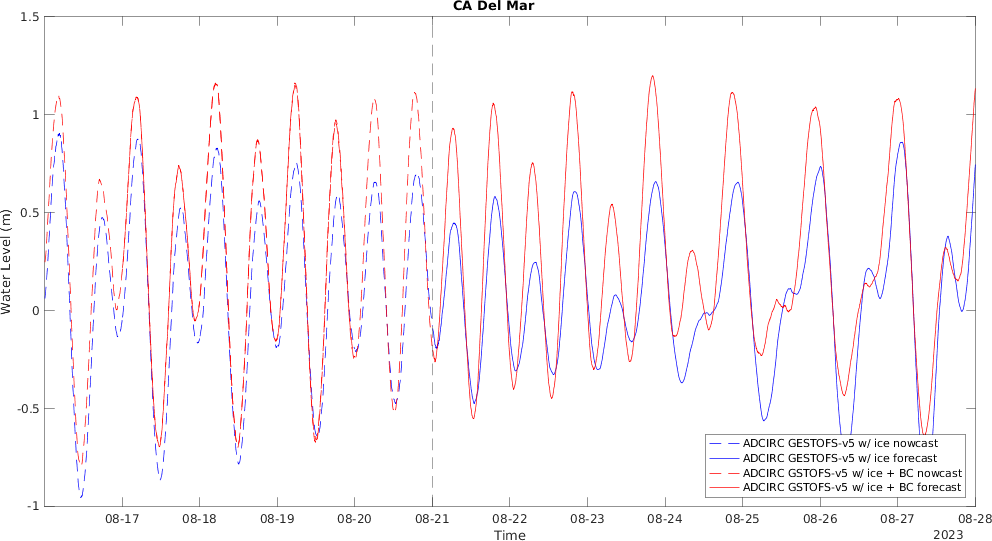 CA Del Mar
1.5
1
0.5
0
-0.5
-1
Water Level (m)
08-17 08-18 08-19 08-20 08-21 08-22 08-23 08-24 08-25 08-26 08-27 08-28
2023
Time
ADCIRC GESTOFS-v5 w/ ice nowcast
ADCIRC GESTOFS-v5 w/ ice forecast
ADCIRC GSTOFS-v5 w/ ice + BC nowcast
ADCIRC GSTOFS-v5 w/ ice + BC forecast